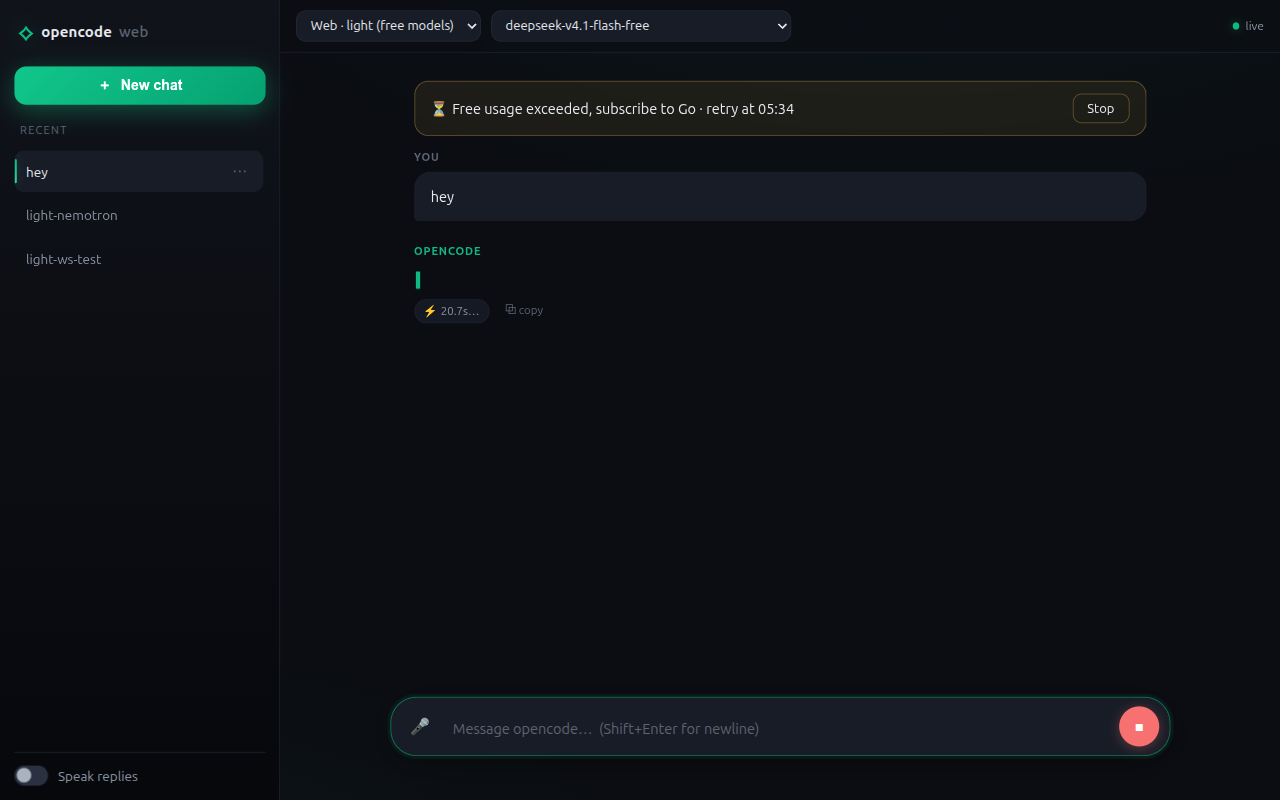 opencode web
+ New chat
RECENT
hey
light-nemotron
light-ws-test
Speak replies
Web · light (free models)
deepseek-v4.1-flash-free
live
⏳ Free usage exceeded, subscribe to Go · retry at 05:34
Stop
YOU
hey
OPENCODE
⚡ 20.7s…
copy
Message opencode… (Shift+Enter for newline)